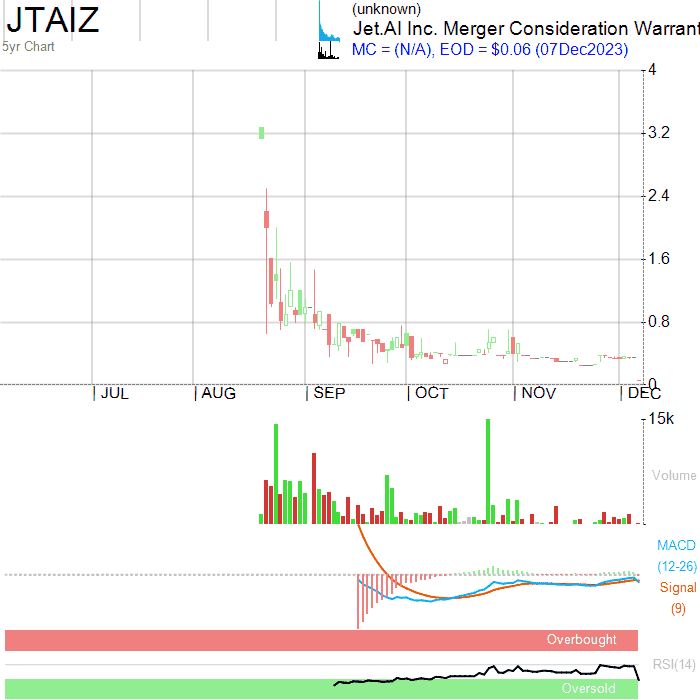 JTAIZ
5yr Chart
(unknown)
Jet.AI Inc. Merger Consideration Warrant
MC = (N/A), EOD = $0.06 (07Dec2023)
4
3.2
2.4
1.6
0.8
0
JUL AUG SEP OCT NOV DEC
15k
Volume
MACD
(12-26)
Signal
(9)
Overbought
RSI(14)
Oversold